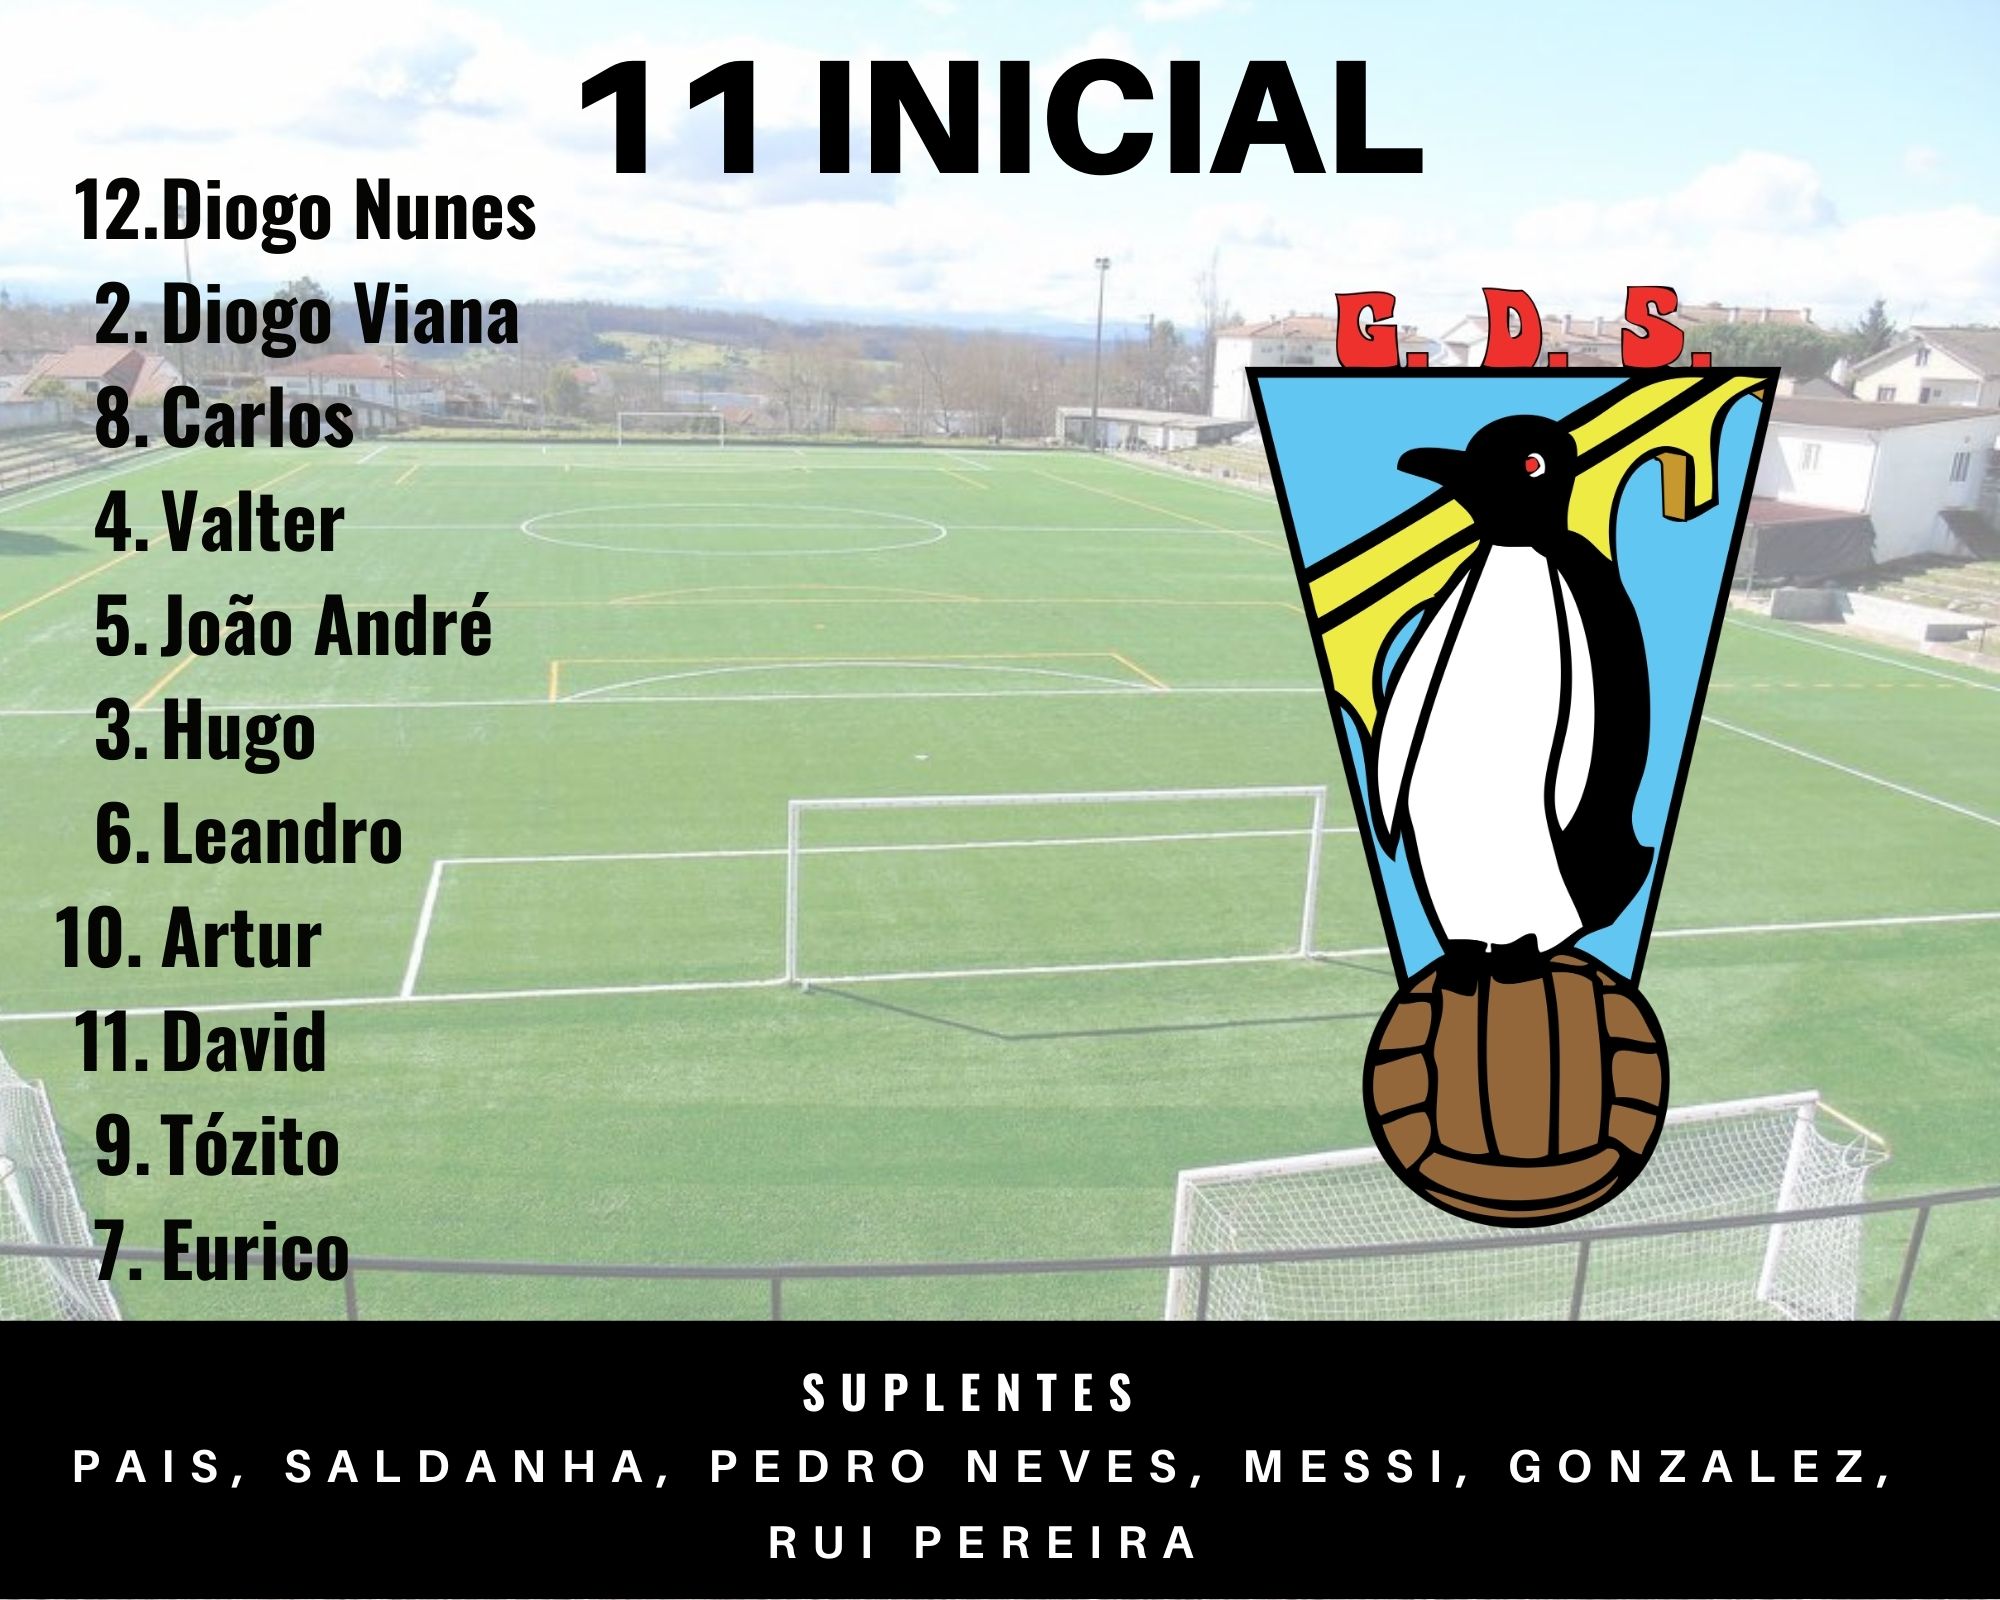 11 INICIAL
12. Diogo Nunes
2. Diogo Viana
8. Carlos
4. Valter
5. João André
3. Hugo
6. Leandro
10. Artur
11. David
9. Tózito
7. Eurico
G. D. S.
SUPLENTES
PAIS, SALDANHA, PEDRO NEVES, MESSI, GONZALEZ,
RUI PEREIRA